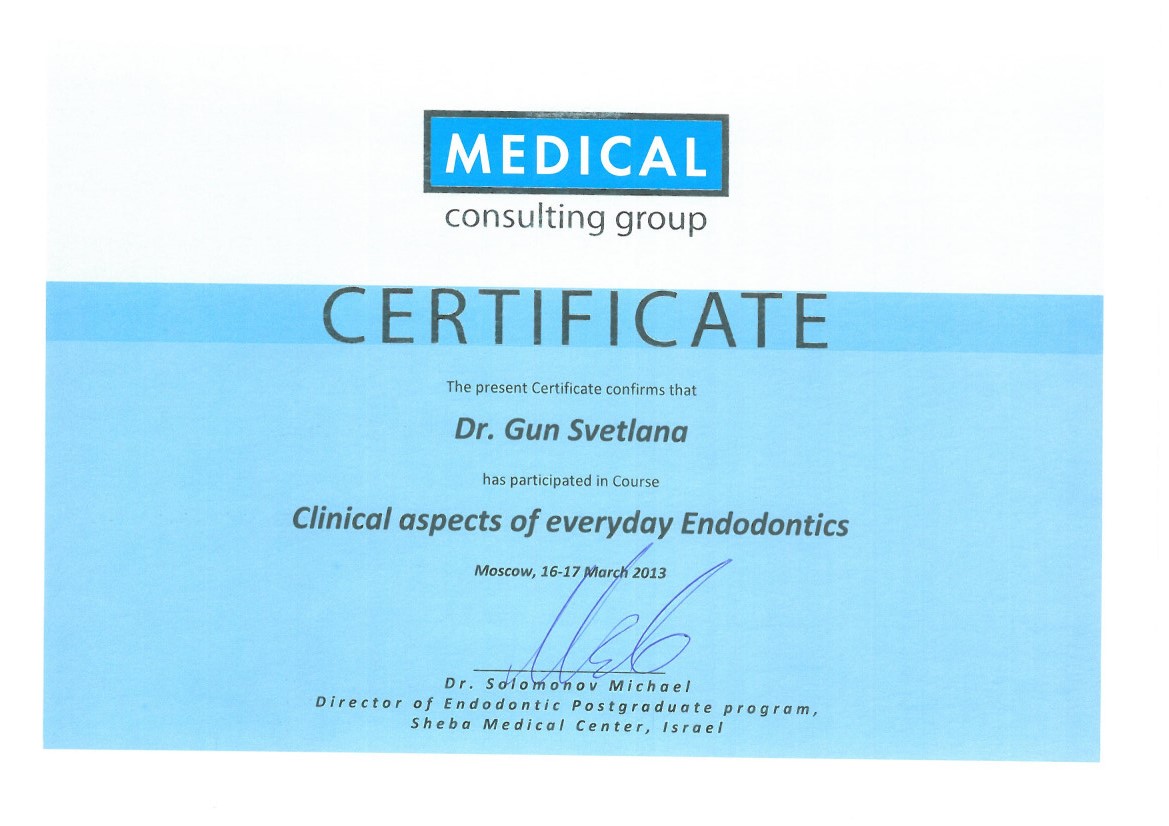 MEDICAL
consulting group
CERTIFICATE
The present Certificate confirms that
Dr. Gun Svetlana
has participated in Course
Clinical aspects of everyday Endodontics
Moscow, 16-17 March 2013
Dr. Solomonov Michael
Director of Endodontic Postgraduate program,
Sheba Medical Center, Israel